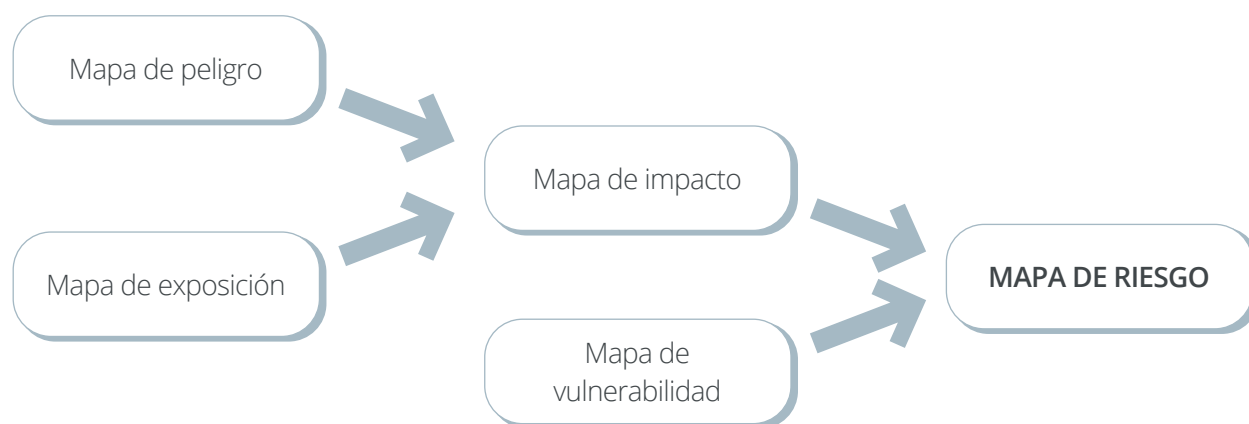 Mapa de peligro
Mapa de exposición
Mapa de impacto
Mapa de
vulnerabilidad
MAPA DE RIESGO